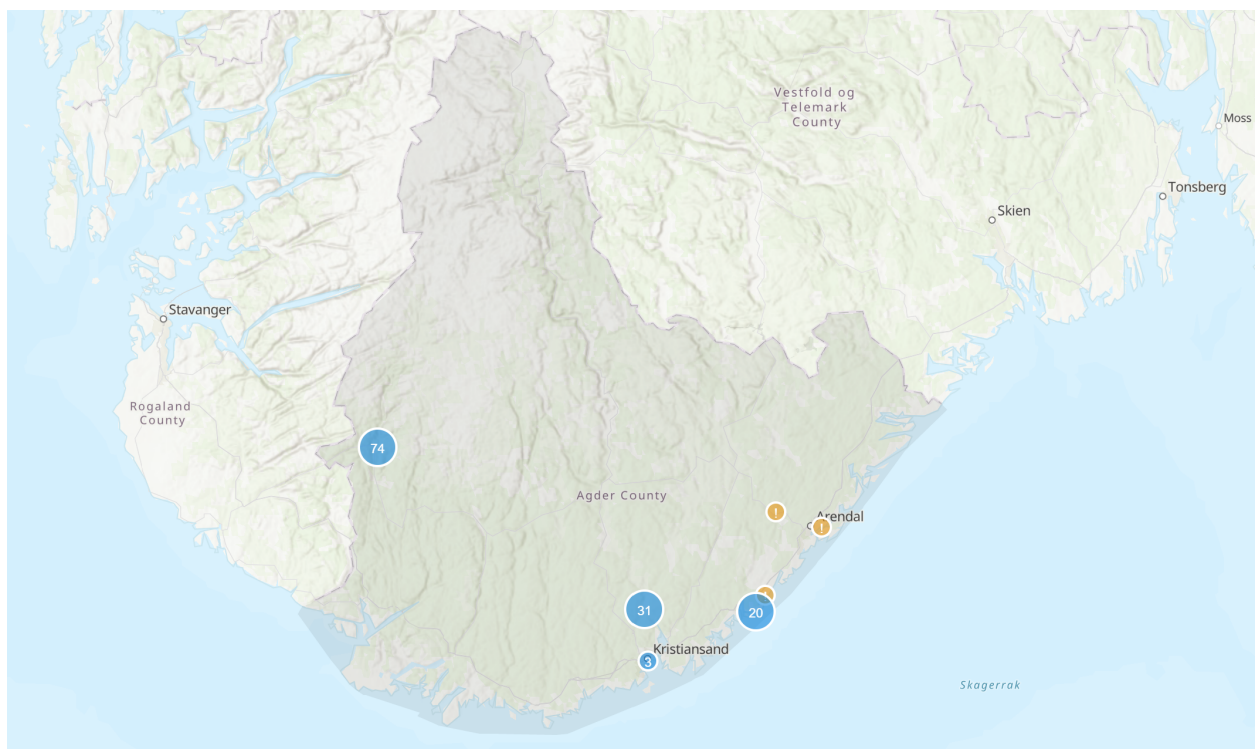 Vestfold og
Telemark
County
Moss
Tonsberg
Skien
Stavanger
Rogaland
County
74
Agder County
!
Arendal
!
31
20
Kristiansand
3
Skagerrak